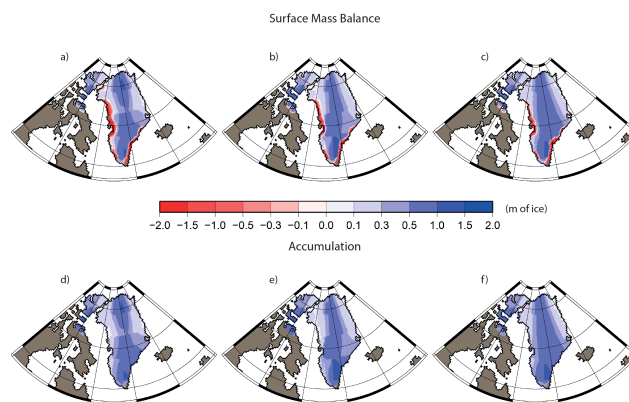 Surface Mass Balance
a) b) c)
−2.0 −1.5 −1.0 −0.5 −0.3 −0.1 0.0 0.1 0.3 0.5 1.0 1.5 2.0 (m of ice)
Accumulation
d) e) f)